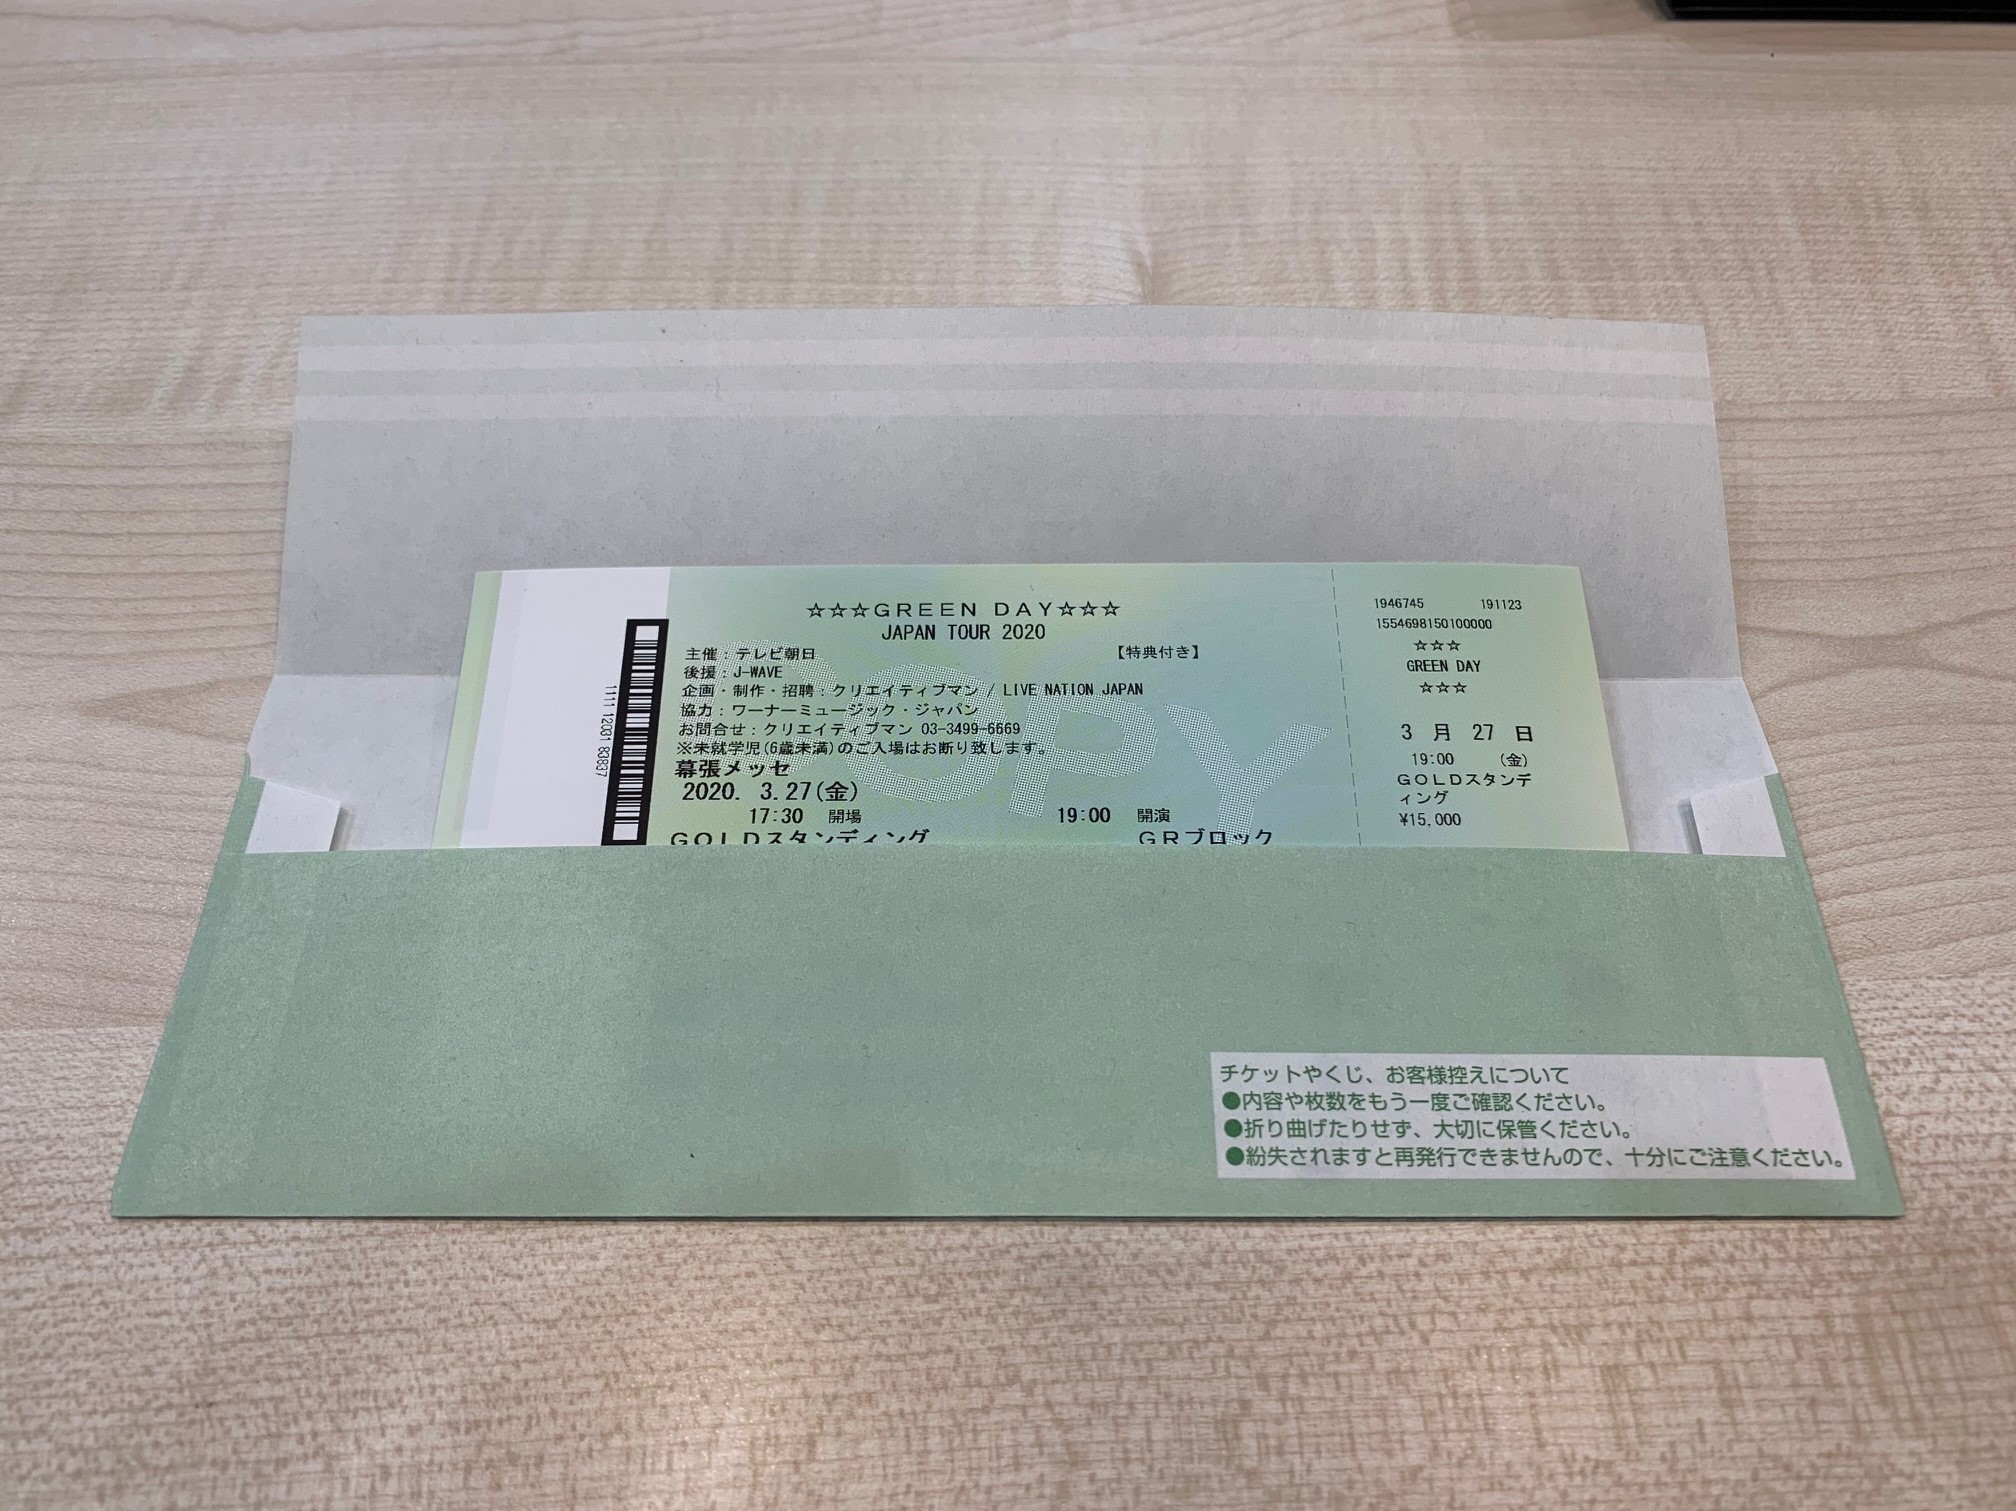 ☆☆☆GREEN DAY☆☆☆
JAPAN TOUR 2020
主催：テレビ朝日 【特典付き】
後援：J-WAVE
企画・制作・招聘：クリエイティブマン / LIVE NATION JAPAN
協力：ワーナーミュージック・ジャパン
お問合せ：クリエイティブマン 03-3499-6669
※未就学児(6歳未満)のご入場はお断り致します。
幕張メッセ
2020. 3.27(金)
17:30 開場 19:00 開演
GOLDスタンディング GRブロック
COPY
1111 12031 83837
1946745 191123
1554698150100000
☆☆☆
GREEN DAY
☆☆☆
3 月 27 日
19:00 (金)
GOLDスタンデ
ィング
¥15,000
チケットやくじ、お客様控えについて
●内容や枚数をもう一度ご確認ください。
●折り曲げたりせず、大切に保管ください。
●紛失されますと再発行できませんので、十分にご注意ください。